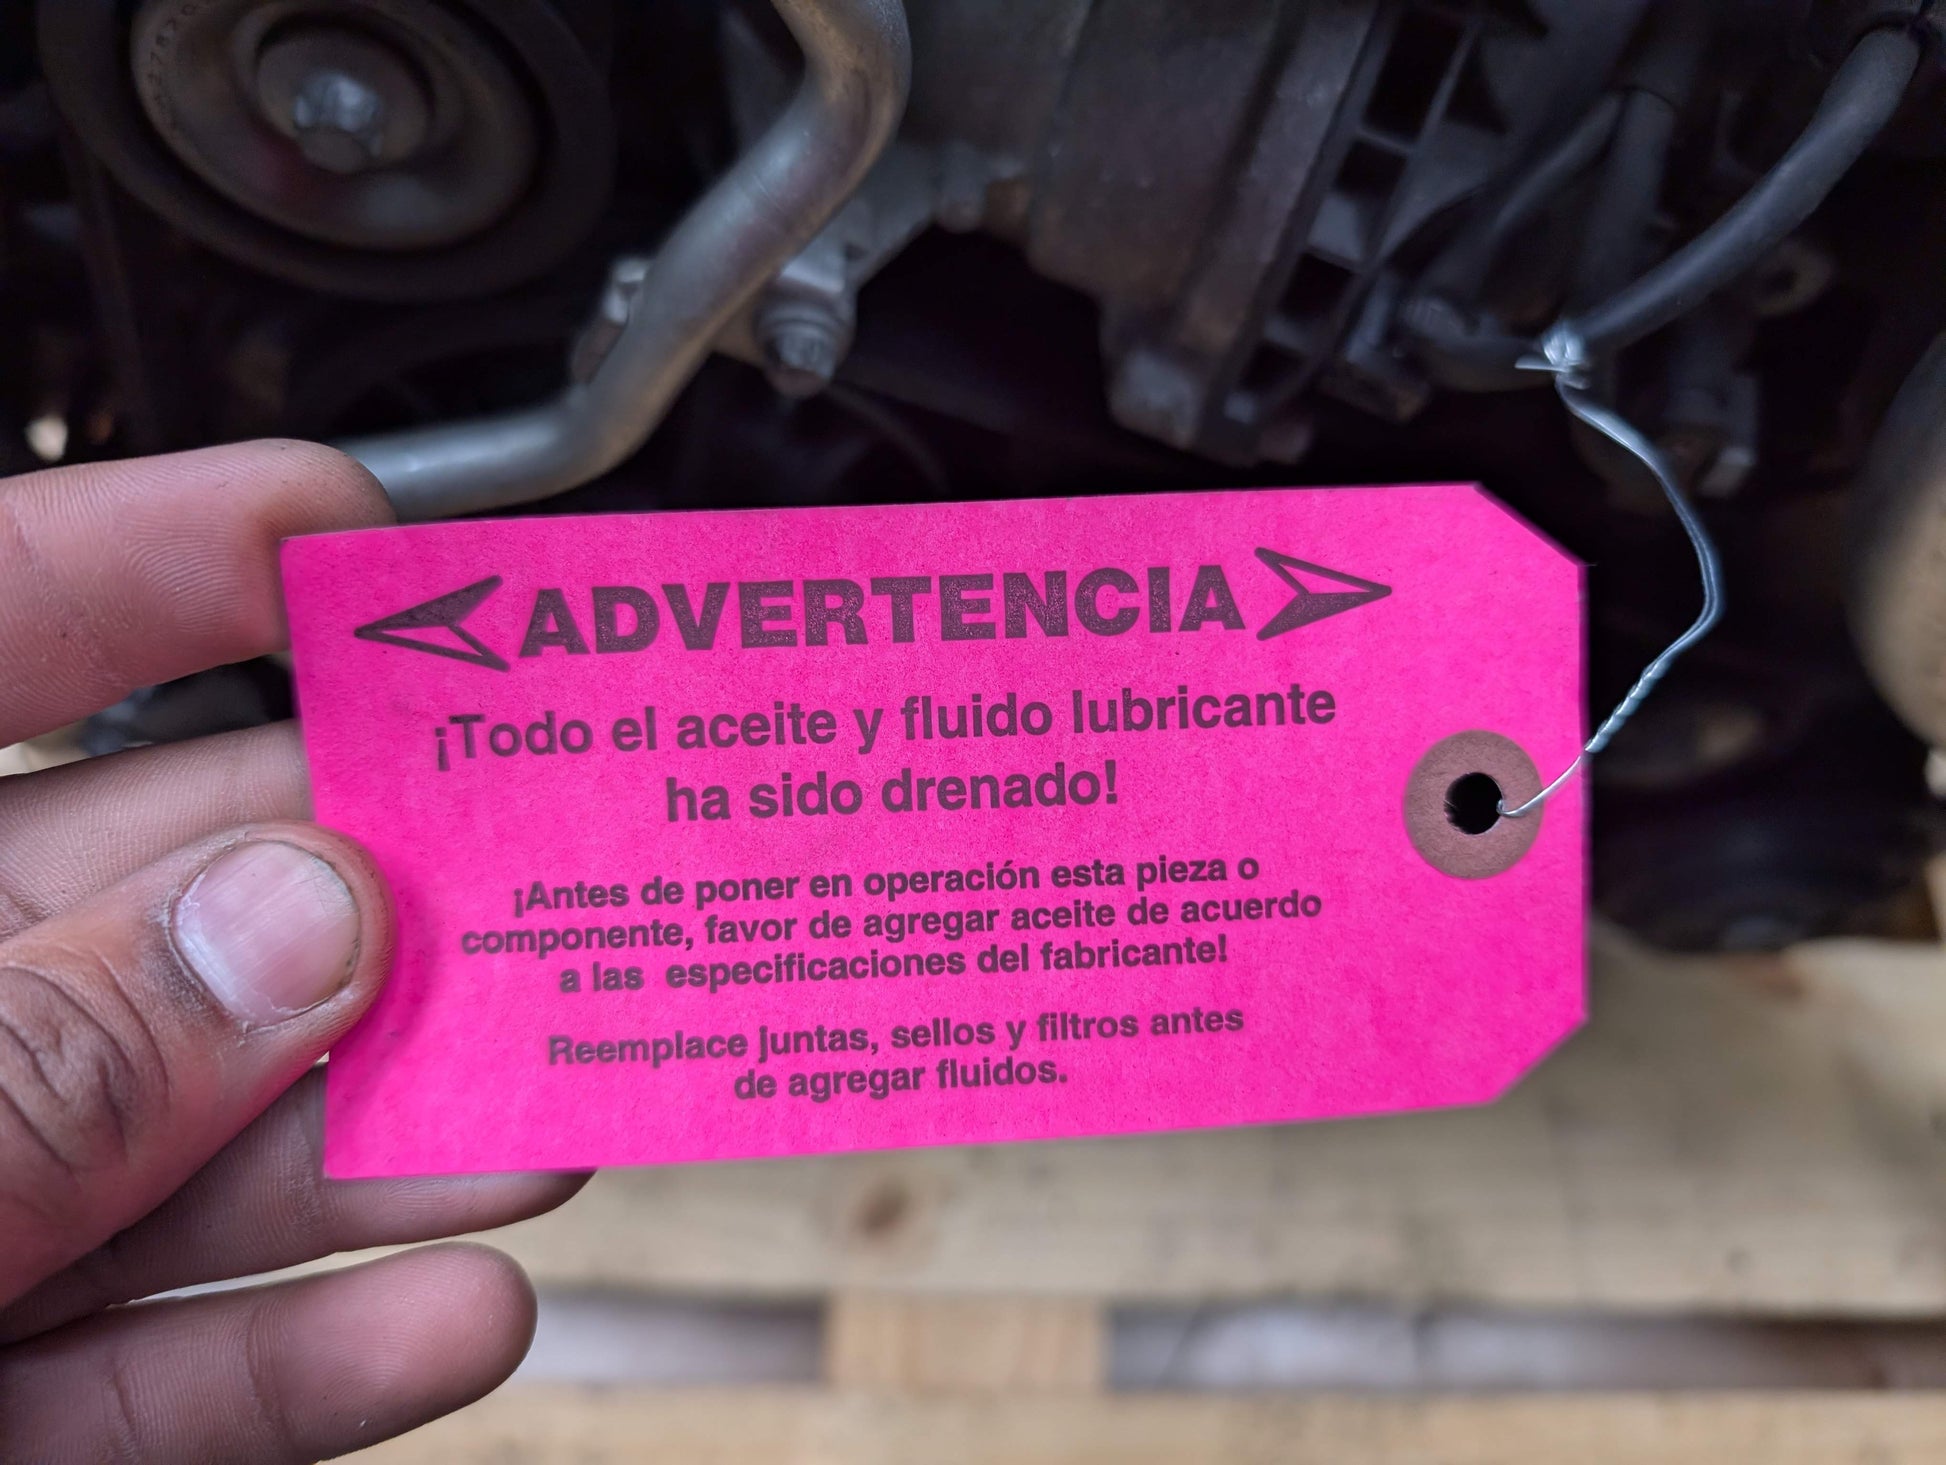 ADVERTENCIA
¡Todo el aceite y fluido lubricante
ha sido drenado!
¡Antes de poner en operación esta pieza o
componente, favor de agregar aceite de acuerdo
a las especificaciones del fabricante!
Reemplace juntas, sellos y filtros antes
de agregar fluidos.